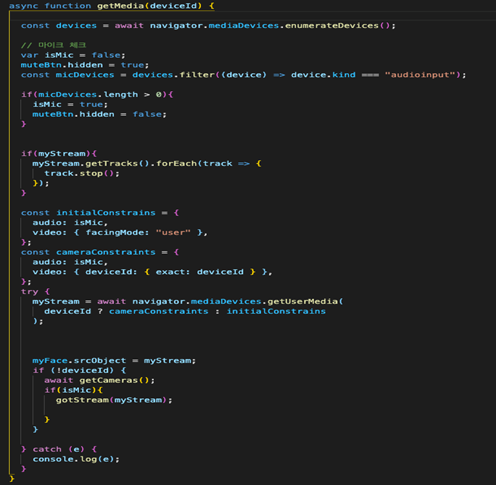 async function getMedia(deviceId) {
const devices = await navigator.mediaDevices.enumerateDevices();
// 마이크 체크
var isMic = false;
muteBtn.hidden = true;
const micDevices = devices.filter((device) => device.kind === "audioinput");
if(micDevices.length > 0){
isMic = true;
muteBtn.hidden = false;
}
if(myStream){
myStream.getTracks().forEach(track => {
track.stop();
});
}
const initialConstrains = {
audio: isMic,
video: { facingMode: "user" },
};
const cameraConstraints = {
audio: isMic,
video: { deviceId: { exact: deviceId } },
};
try {
myStream = await navigator.mediaDevices.getUserMedia(
deviceId ? cameraConstraints : initialConstrains
);
myFace.srcObject = myStream;
if (!deviceId) {
await getCameras();
if(isMic){
gotStream(myStream);
}
}
} catch (e) {
console.log(e);
}
}